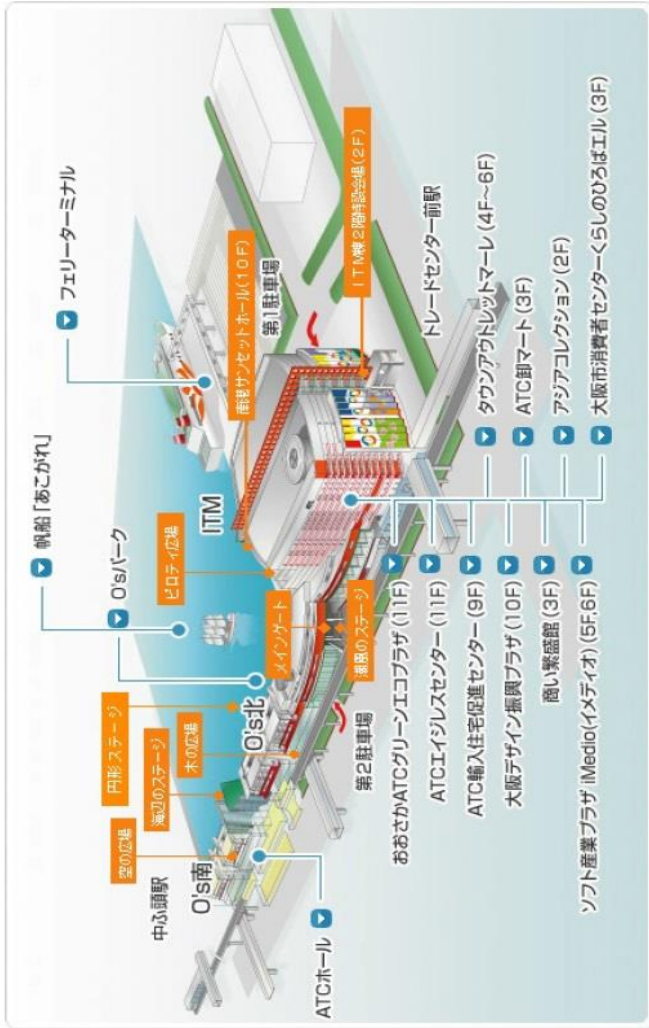 フェリーターミナル
帆船「あこがれ」
O'sパーク
南港サンセットホール(10F)
第1駐車場
ITM棟2階特設会場(2F)
ITM
ピロティ広場
トレードセンター前駅
円形ステージ
海辺のステージ
空の広場
木の広場
メインゲート
潮風のステージ
O's北
O's南
中ふ頭駅
第2駐車場
ATCホール
おおさかATCグリーンエコプラザ(11F)
ATCエイジレスセンター(11F)
ATC輸入住宅促進センター(9F)
大阪デザイン振興プラザ(10F)
商い繁盛館(3F)
ソフト産業プラザ iMedio(イメディオ)(5F,6F)
タウンアウトレットマーレ(4F~6F)
ATC卸マート(3F)
アジアコレクション(2F)
大阪市消費者センターくらしのひろばエル(3F)